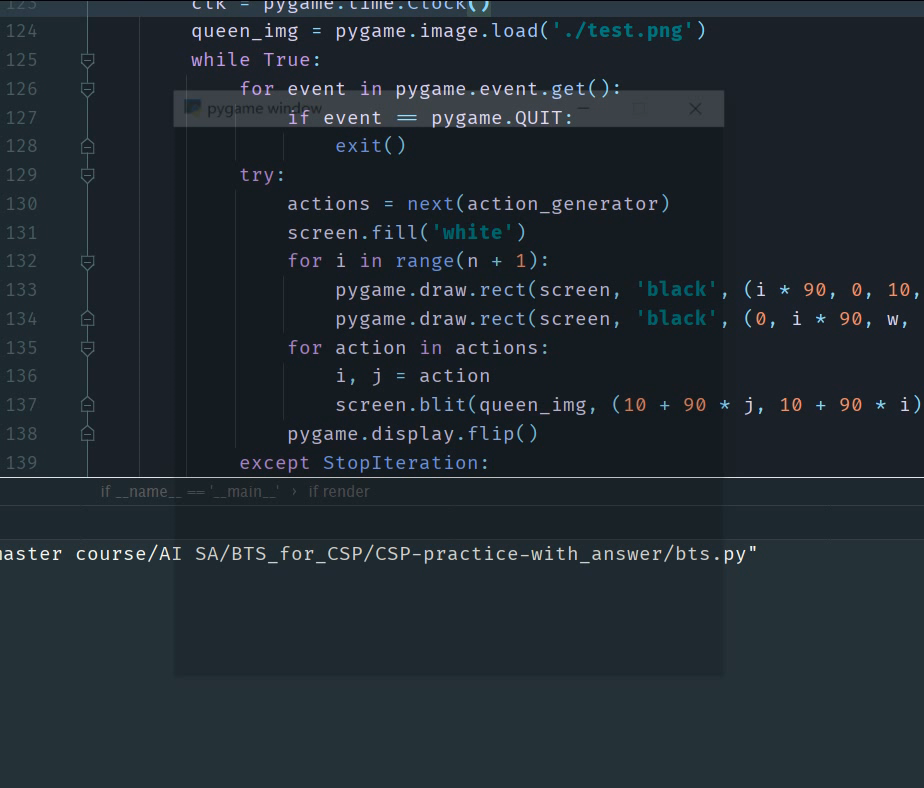 123 clk = pygame.time.Clock()
124 queen_img = pygame.image.load('./test.png')
125 while True:
126 for event in pygame.event.get():
pygame window
127 if event == pygame.QUIT:
128 exit()
129 try:
130 actions = next(action_generator)
131 screen.fill('white')
132 for i in range(n + 1):
133 pygame.draw.rect(screen, 'black', (i * 90, 0, 10,
134 pygame.draw.rect(screen, 'black', (0, i * 90, w,
135 for action in actions:
136 i, j = action
137 screen.blit(queen_img, (10 + 90 * j, 10 + 90 * i)
138 pygame.display.flip()
139 except StopIteration:
if __name__ == '__main__' › if render
master course/AI SA/BTS_for_CSP/CSP-practice-with_answer/bts.py"